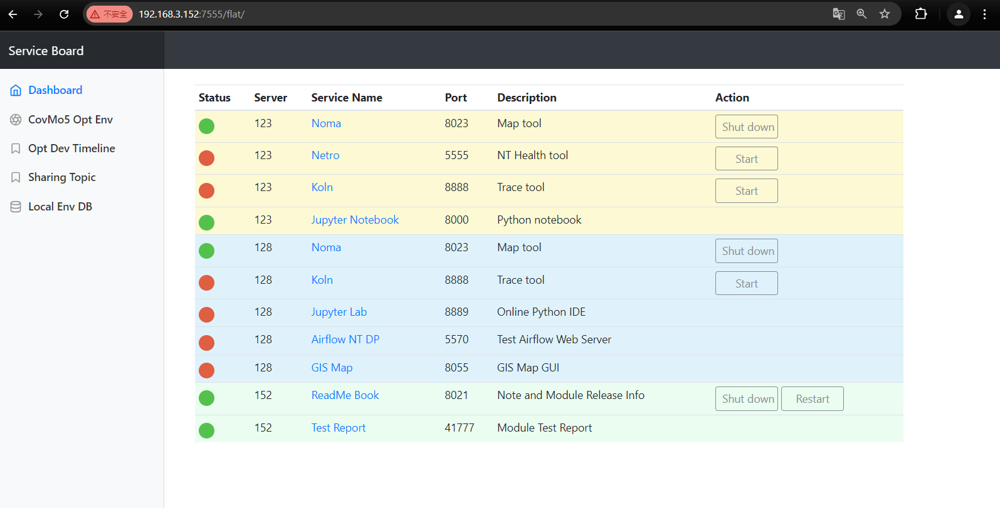 不安全 192.168.3.152:7555/flat/
Service Board
Dashboard
CovMo5 Opt Env
Opt Dev Timeline
Sharing Topic
Local Env DB
Status Server Service Name Port Description Action
123 Noma 8023 Map tool Shut down
123 Netro 5555 NT Health tool Start
123 Koln 8888 Trace tool Start
123 Jupyter Notebook 8000 Python notebook
128 Noma 8023 Map tool Shut down
128 Koln 8888 Trace tool Start
128 Jupyter Lab 8889 Online Python IDE
128 Airflow NT DP 5570 Test Airflow Web Server
128 GIS Map 8055 GIS Map GUI
152 ReadMe Book 8021 Note and Module Release Info Shut down Restart
152 Test Report 41777 Module Test Report